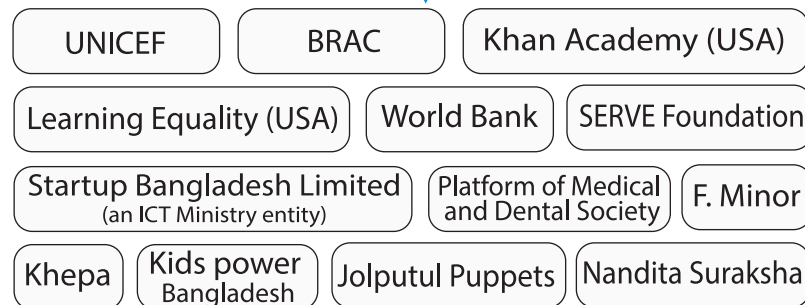 UNICEF BRAC Khan Academy (USA)
Learning Equality (USA) World Bank SERVE Foundation
Startup Bangladesh Limited
(an ICT Ministry entity)
Platform of Medical
and Dental Society
F. Minor
Khepa
Kids power
Bangladesh
Jolputul Puppets
Nandita Suraksha